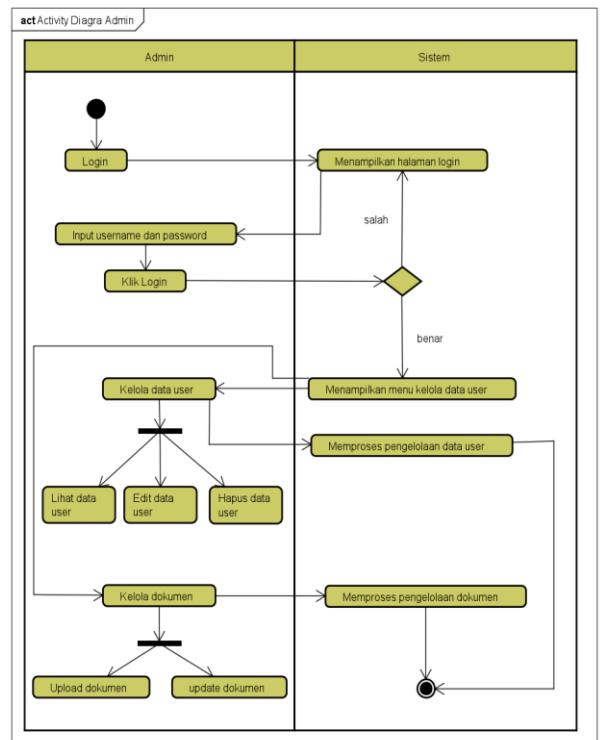 act Activity Diagra Admin
Admin
Sistem
Login
Menampilkan halaman login
salah
Input username dan password
Klik Login
benar
Kelola data user
Menampilkan menu kelola data user
Memproses pengelolaan data user
Lihat data
user
Edit data
user
Hapus data
user
Kelola dokumen
Memproses pengelolaan dokumen
Upload dokumen
update dokumen